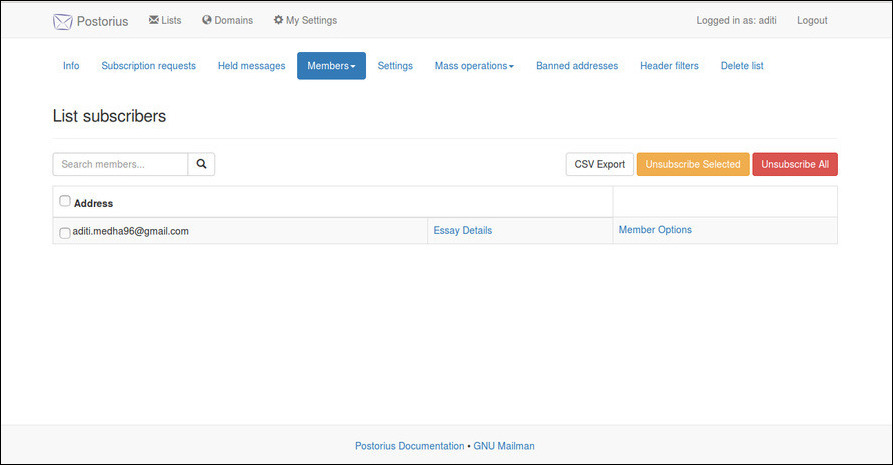 Postorius Lists Domains My Settings Logged in as: aditi Logout
Info Subscription requests Held messages Members Settings Mass operations Banned addresses Header filters Delete list
List subscribers
Search members... CSV Export Unsubscribe Selected Unsubscribe All
Address
aditi.medha96@gmail.com Essay Details Member Options
Postorius Documentation • GNU Mailman